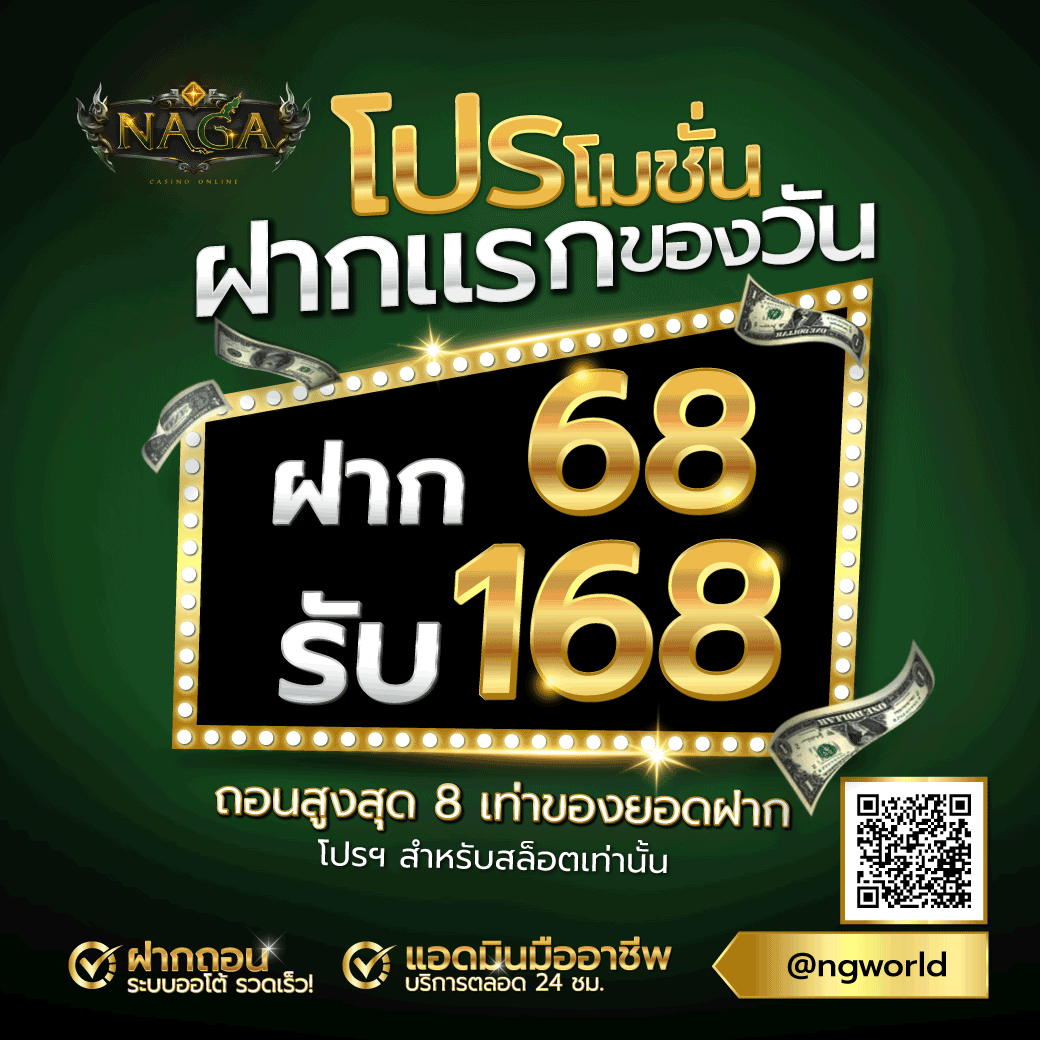 NAGA
CASINO ONLINE
โปรโมชั่น
ฝากแรกของวัน
ฝาก 68
รับ 168
ถอนสูงสุด 8 เท่าของยอดฝาก
โปรฯ สำหรับสล็อตเท่านั้น
ฝากถอน
ระบบออโต้ รวดเร็ว!
แอดมินมืออาชีพ
บริการตลอด 24 ชม.
@ngworld